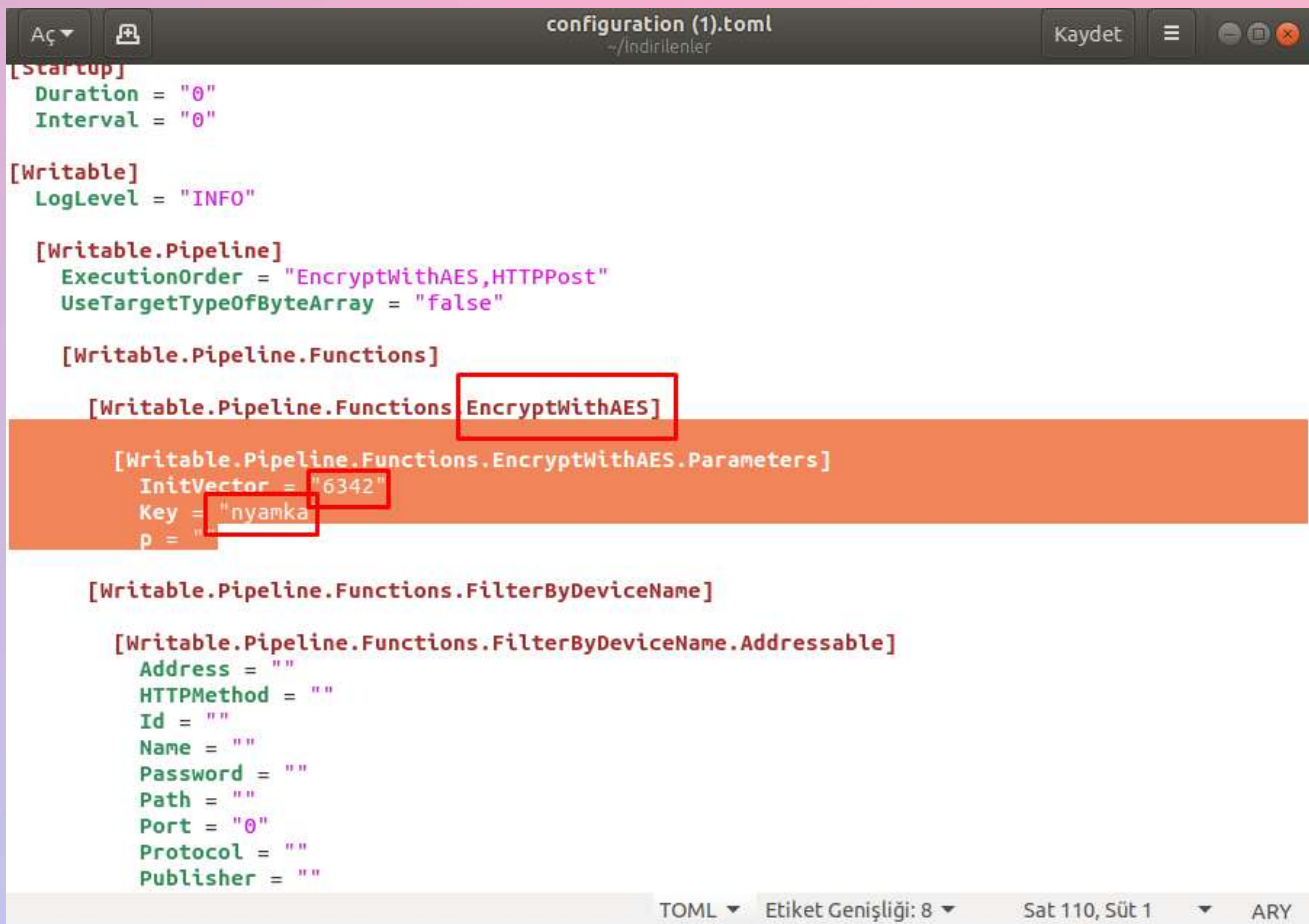 Aç
configuration (1).toml
~/İndirilenler
Kaydet
[Startup]
Duration = "0"
Interval = "0"
[Writable]
LogLevel = "INFO"
[Writable.Pipeline]
ExecutionOrder = "EncryptWithAES,HTTPPost"
UseTargetTypeOfByteArray = "false"
[Writable.Pipeline.Functions]
[Writable.Pipeline.Functions.EncryptWithAES]
[Writable.Pipeline.Functions.EncryptWithAES.Parameters]
InitVector = "6342"
Key = "nyamka"
p = ""
[Writable.Pipeline.Functions.FilterByDeviceName]
[Writable.Pipeline.Functions.FilterByDeviceName.Addressable]
Address = ""
HTTPMethod = ""
Id = ""
Name = ""
Password = ""
Path = ""
Port = "0"
Protocol = ""
Publisher = ""
TOML Etiket Genişliği: 8 Sat 110, Süt 1 ARY